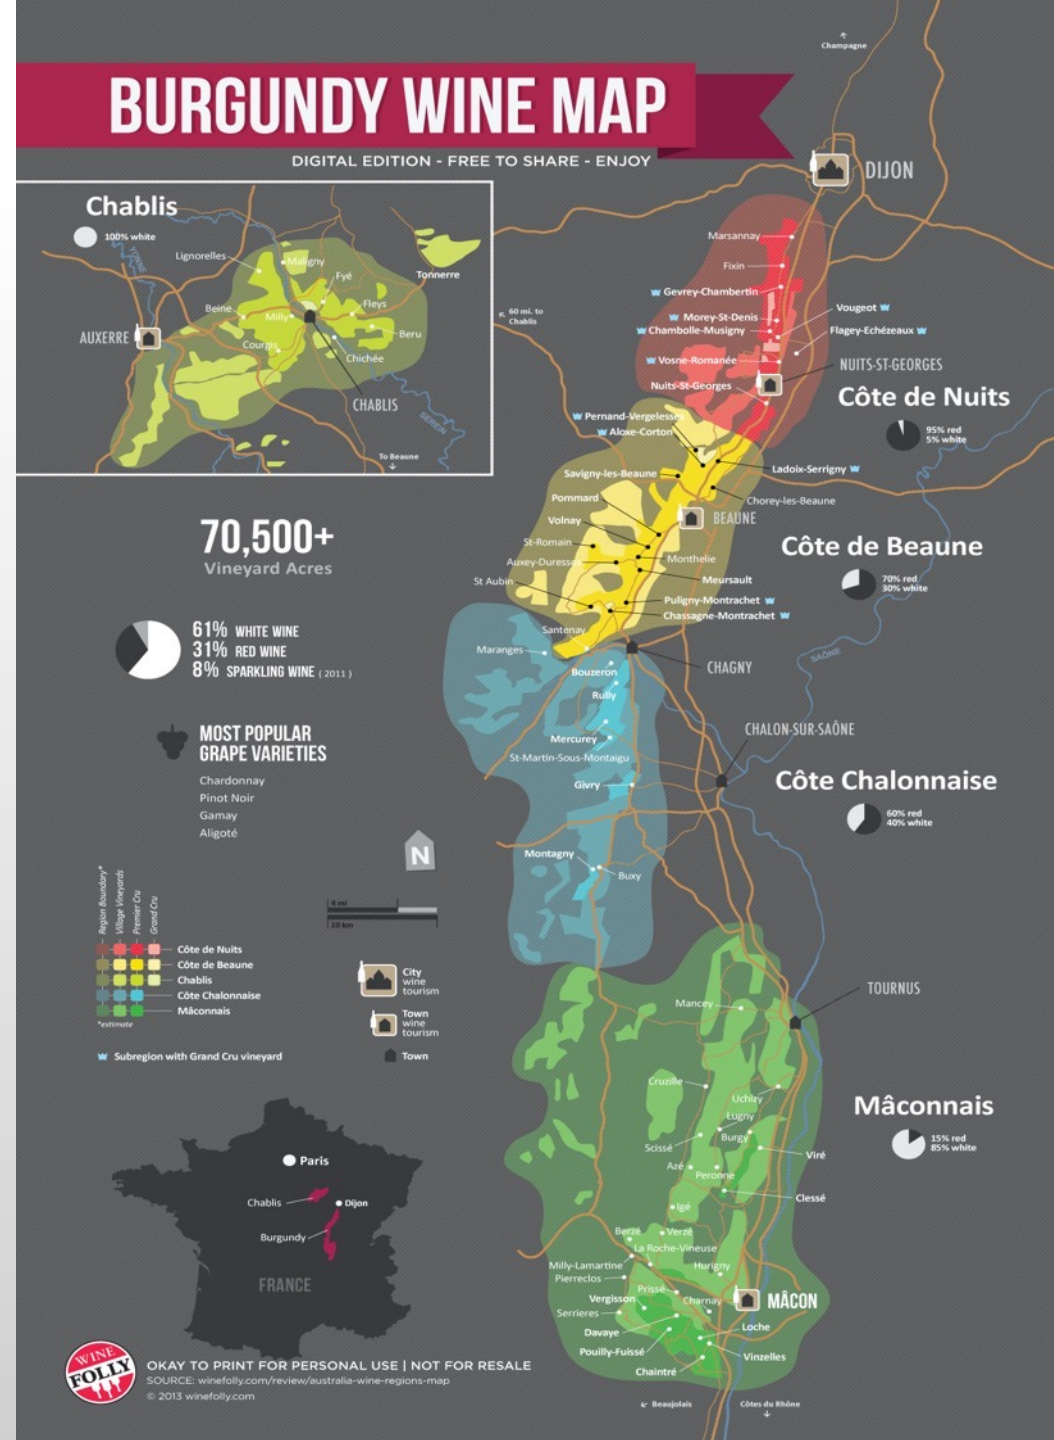 Champagne
BURGUNDY WINE MAP
DIGITAL EDITION - FREE TO SHARE - ENJOY
DIJON
Chablis
100% white
YONNE
Lignorelles
Maligny
Fyé
Tonnerre
Beine
Milly
Fleys
AUXERRE
Beru
Courgis
Chichée
CHABLIS
SEREIN
To Beaune
60 mi. to
Chablis
Marsannay
Fixin
Gevrey-Chambertin
Vougeot
Morey-St-Denis
Chambolle-Musigny
Flagey-Echézeaux
Vosne-Romanée
NUITS-ST-GEORGES
Nuits-St-Georges
Côte de Nuits
95% red
5% white
Pernand-Vergelesses
Aloxe-Corton
Ladoix-Serrigny
Savigny-les-Beaune
Pommard
Chorey-les-Beaune
Volnay
BEAUNE
St-Romain
Côte de Beaune
70% red
30% white
Auxey-Duresses
Monthelie
St Aubin
Meursault
Puligny-Montrachet
Chassagne-Montrachet
Santenay
Maranges
SAÔNE
Bouzeron
CHAGNY
Rully
Mercurey
CHALON-SUR-SAÔNE
St-Martin-Sous-Montaigu
Givry
Côte Chalonnaise
60% red
40% white
Montagny
Buxy
70,500+
Vineyard Acres
61% WHITE WINE
31% RED WINE
8% SPARKLING WINE ( 2011 )
MOST POPULAR
GRAPE VARIETIES
Chardonnay
Pinot Noir
Gamay
Aligoté
N
4 mi
10 km
Region Boundary*
Village Vineyards
Premier Cru
Grand Cru
Côte de Nuits
Côte de Beaune
Chablis
Côte Chalonnaise
Mâconnais
*estimate
Subregion with Grand Cru vineyard
City
wine
tourism
Town
wine
tourism
Town
TOURNUS
Mancey
Cruzille
Uchizy
Lugny
Burgy
Mâconnais
15% red
85% white
Scissé
Viré
Azé
Peronne
Clessé
Igé
Berzé
Verzé
La Roche-Vineuse
Milly-Lamartine
Hurigny
Pierreclos
Prissé
Vergisson
Charnay
MÂCON
Serrieres
Davaye
Loche
Pouilly-Fuissé
Vinzelles
Chaintré
Beaujolais
Côtes du Rhône
Paris
Chablis
Dijon
Burgundy
FRANCE
WINE
FOLLY
OKAY TO PRINT FOR PERSONAL USE | NOT FOR RESALE
SOURCE: winefolly.com/review/australia-wine-regions-map
© 2013 winefolly.com